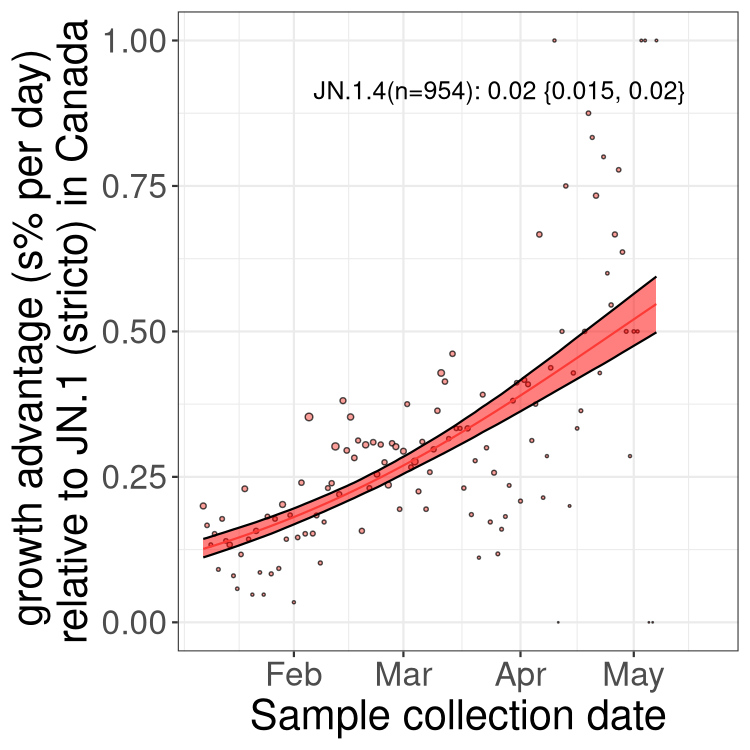 growth advantage (s% per day)
relative to JN.1 (stricto) in Canada
1.00
0.75
0.50
0.25
0.00
JN.1.4(n=954): 0.02 {0.015, 0.02}
Feb Mar Apr May
Sample collection date